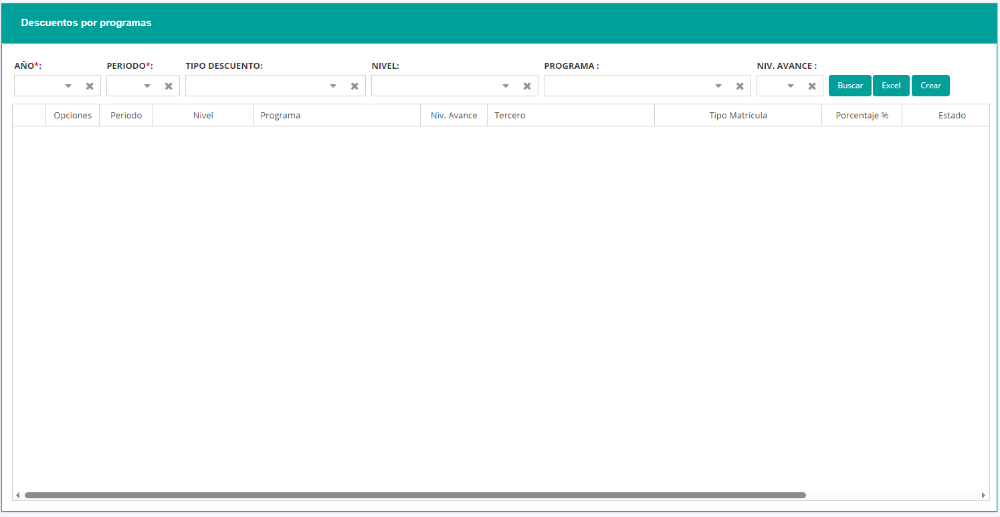 Descuentos por programas
AÑO*: PERIODO*: TIPO DESCUENTO: NIVEL: PROGRAMA : NIV. AVANCE :
Buscar Excel Crear
Opciones Periodo Nivel Programa Niv. Avance Tercero Tipo Matrícula Porcentaje % Estado